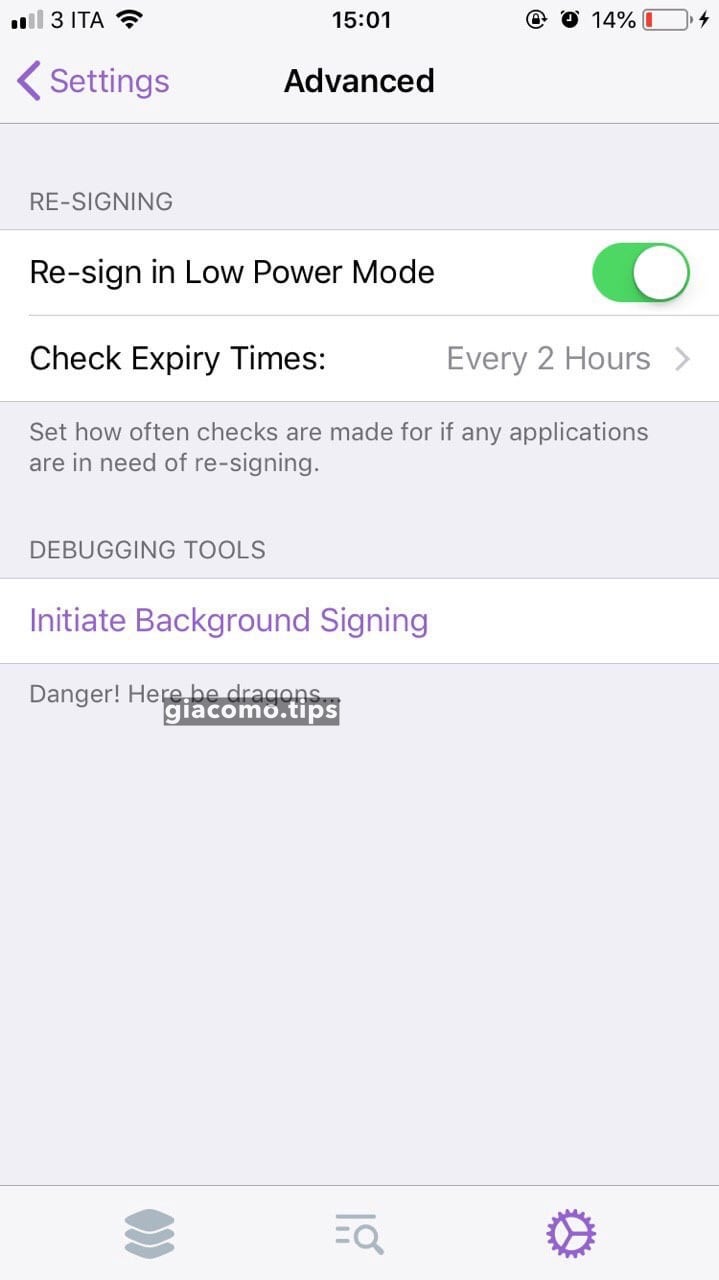 3 ITA 15:01 14%
Settings Advanced
RE-SIGNING
Re-sign in Low Power Mode
Check Expiry Times: Every 2 Hours
Set how often checks are made for if any applications
are in need of re-signing.
DEBUGGING TOOLS
Initiate Background Signing
Danger! Here be dragons...
giacomo.tips